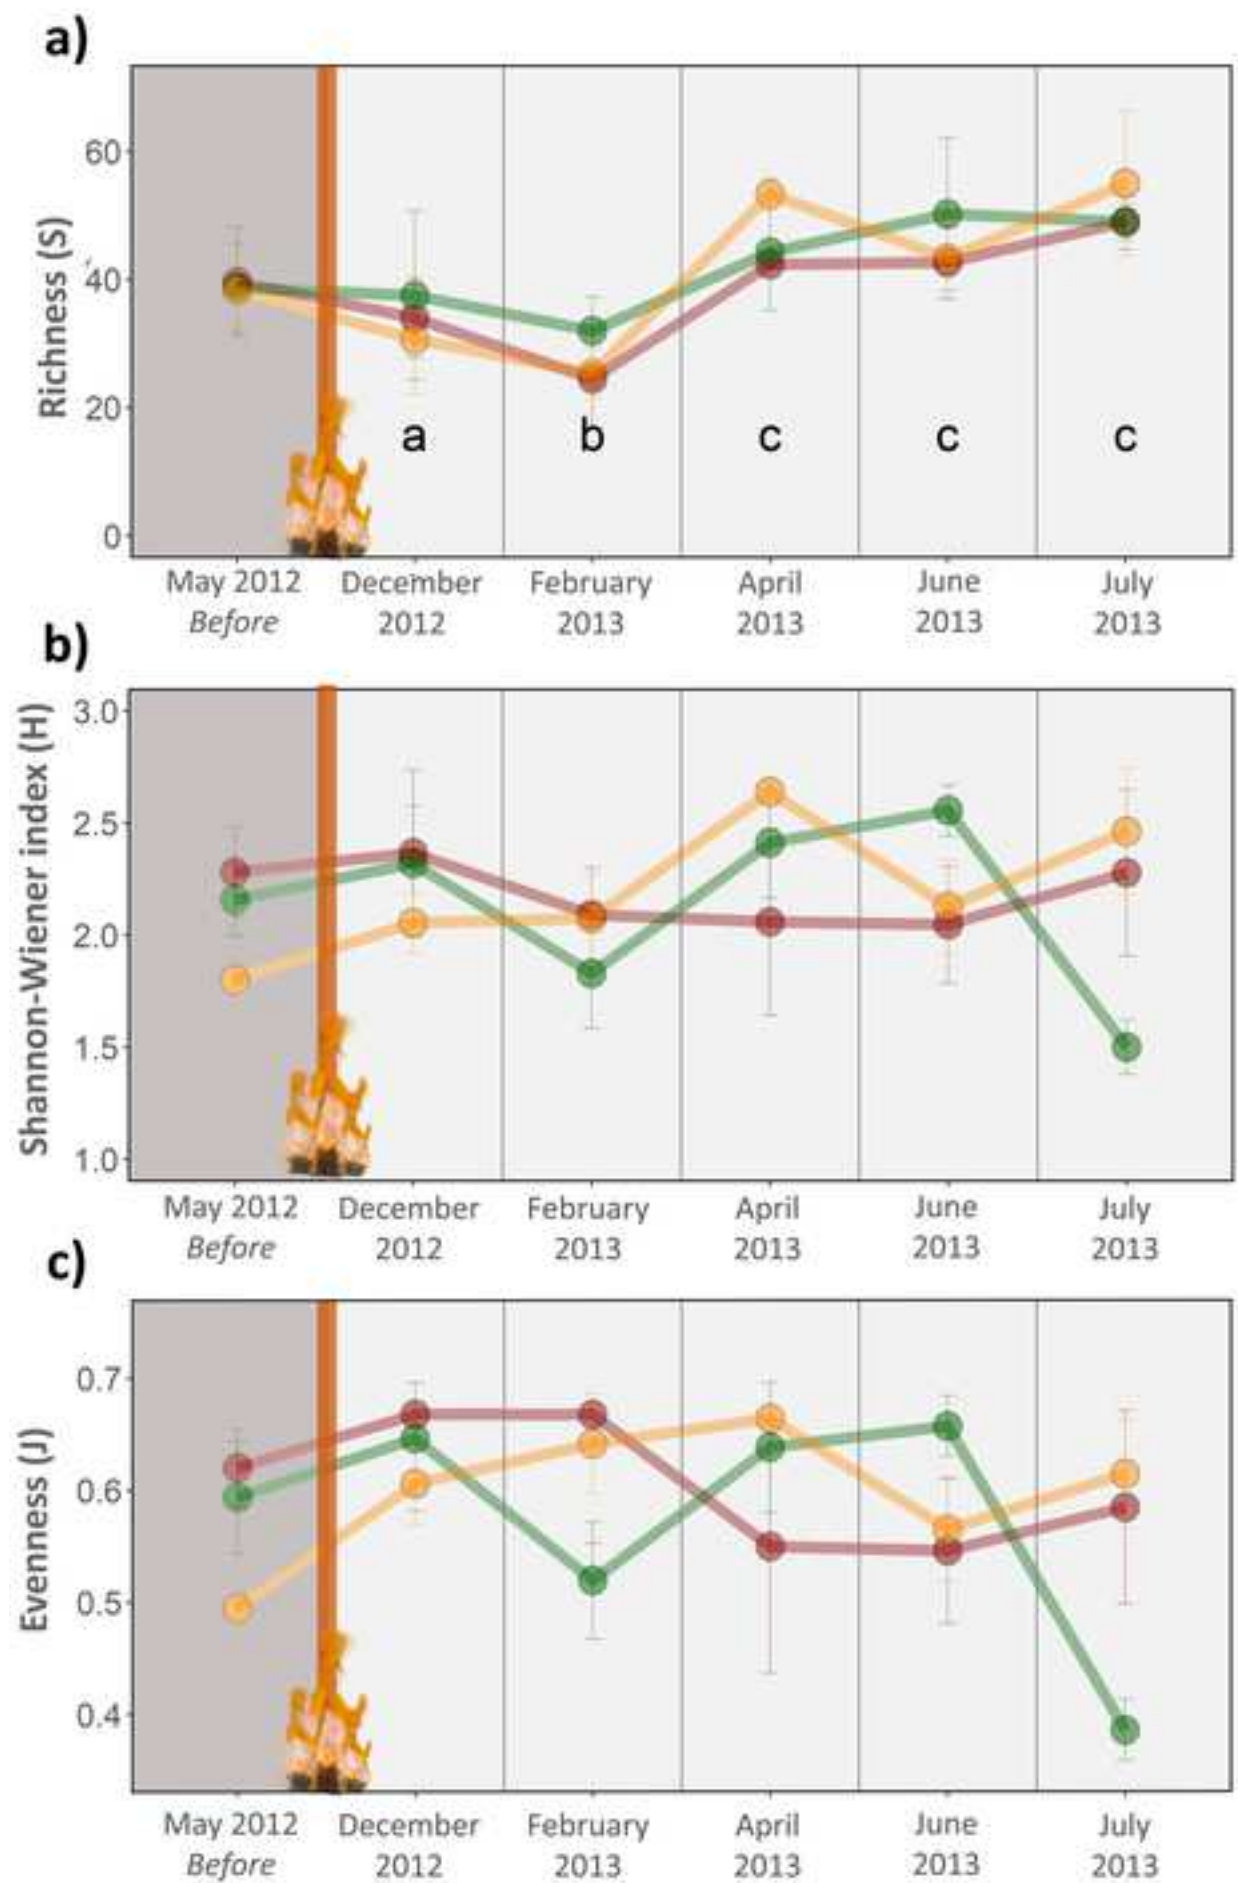 a)
Richness (S)
60
40
20
0
a b c c c
May 2012 December February April June July
Before 2012 2013 2013 2013 2013
b)
Shannon-Wiener index (H)
3.0
2.5
2.0
1.5
1.0
May 2012 December February April June July
Before 2012 2013 2013 2013 2013
c)
Evenness (J)
0.7
0.6
0.5
0.4
May 2012 December February April June July
Before 2012 2013 2013 2013 2013